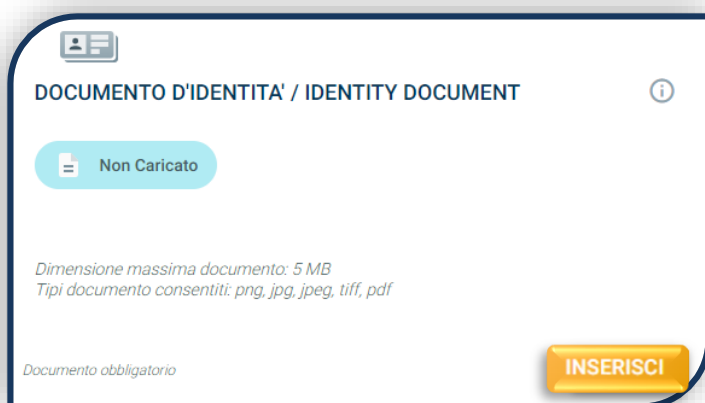 DOCUMENTO D'IDENTITA' / IDENTITY DOCUMENT
Non Caricato
Dimensione massima documento: 5 MB
Tipi documento consentiti: png, jpg, jpeg, tiff, pdf
Documento obbligatorio
INSERISCI